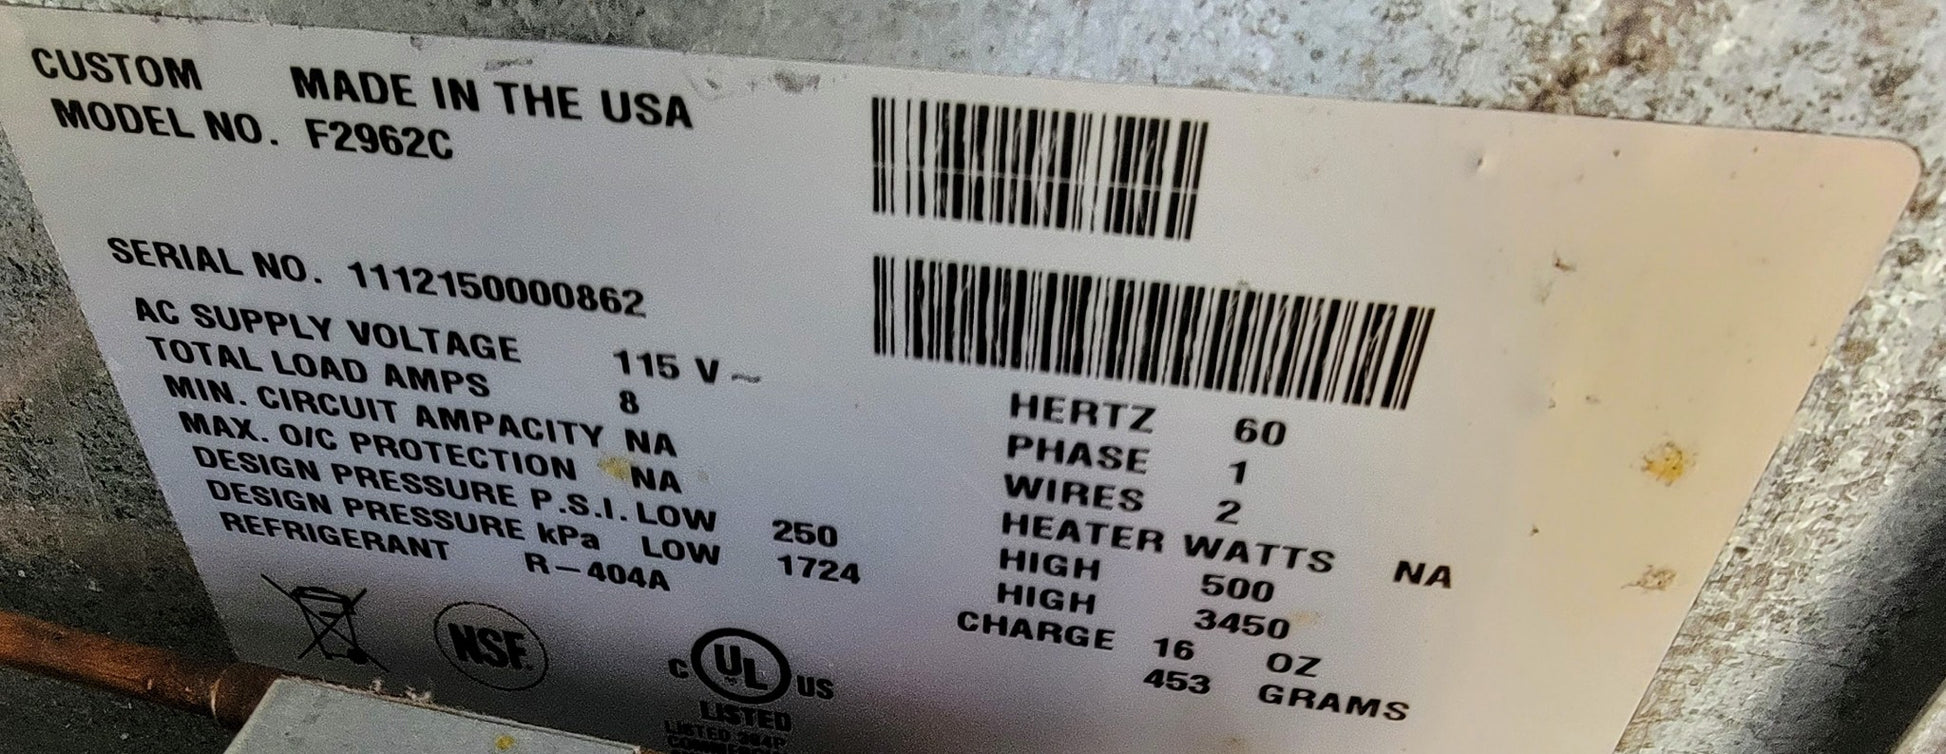 CUSTOM MADE IN THE USA
MODEL NO. F2962C
SERIAL NO. 1112150000862
AC SUPPLY VOLTAGE 115 V ~
TOTAL LOAD AMPS 8
MIN. CIRCUIT AMPACITY NA
MAX. O/C PROTECTION NA
DESIGN PRESSURE P.S.I. LOW 250
DESIGN PRESSURE kPa LOW 1724
REFRIGERANT R-404A
HERTZ 60
PHASE 1
WIRES 2
HEATER WATTS NA
HIGH 500
HIGH 3450
CHARGE 16 OZ
453 GRAMS
NSF.
C UL US
LISTED
LISTED